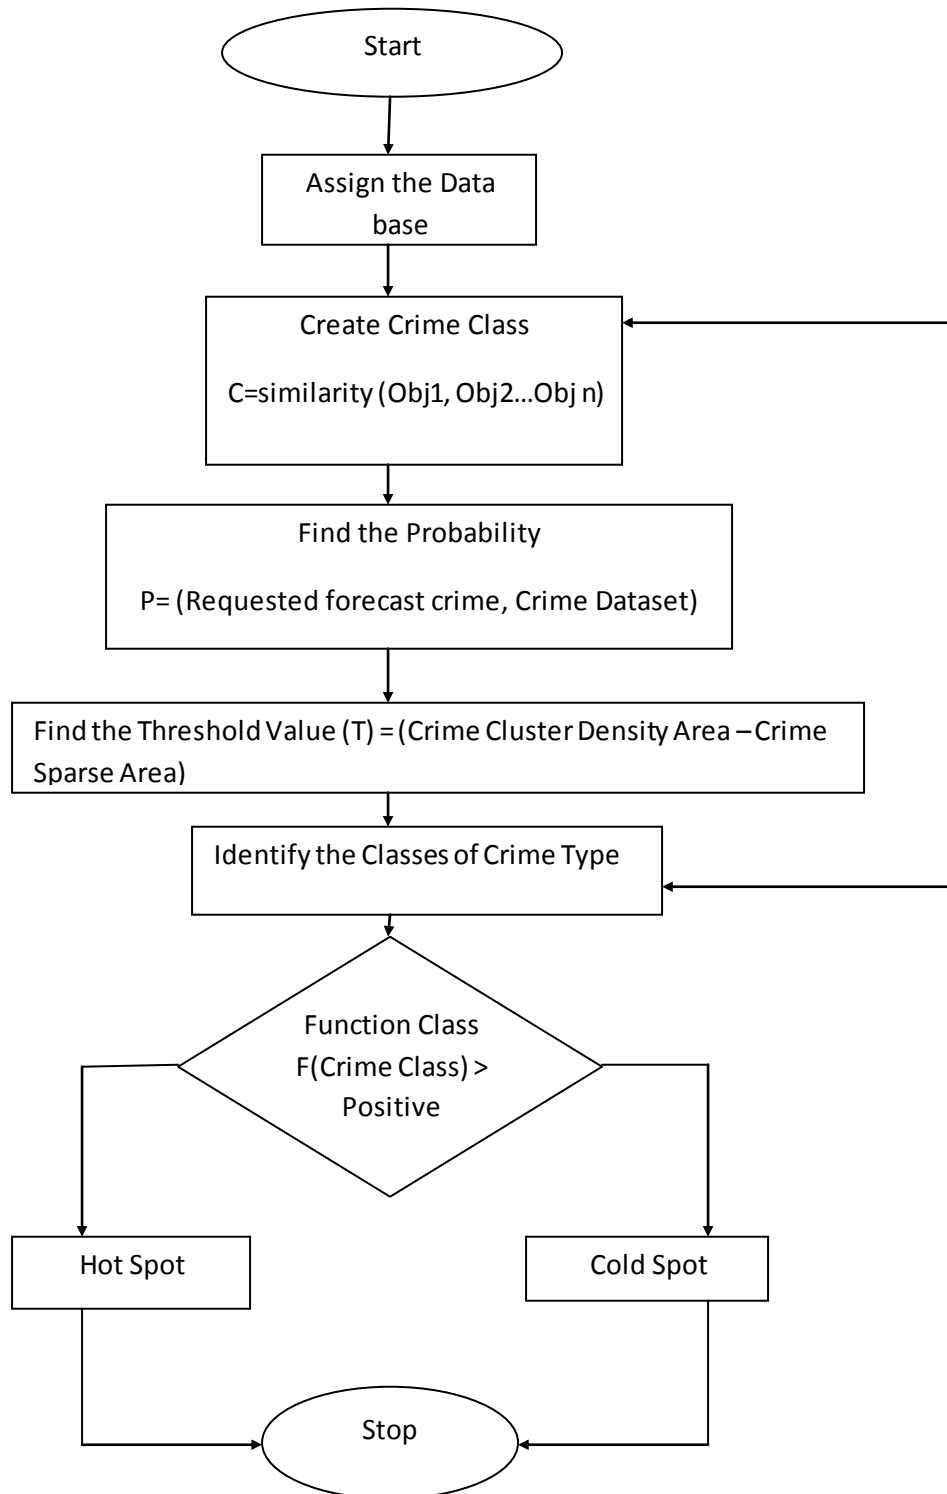 Start
Assign the Data
base
Create Crime Class
C=similarity (Obj1, Obj2...Obj n)
Find the Probability
P= (Requested forecast crime, Crime Dataset)
Find the Threshold Value (T) = (Crime Cluster Density Area – Crime
Sparse Area)
Identify the Classes of Crime Type
Function Class
F(Crime Class) >
Positive
Hot Spot
Cold Spot
Stop